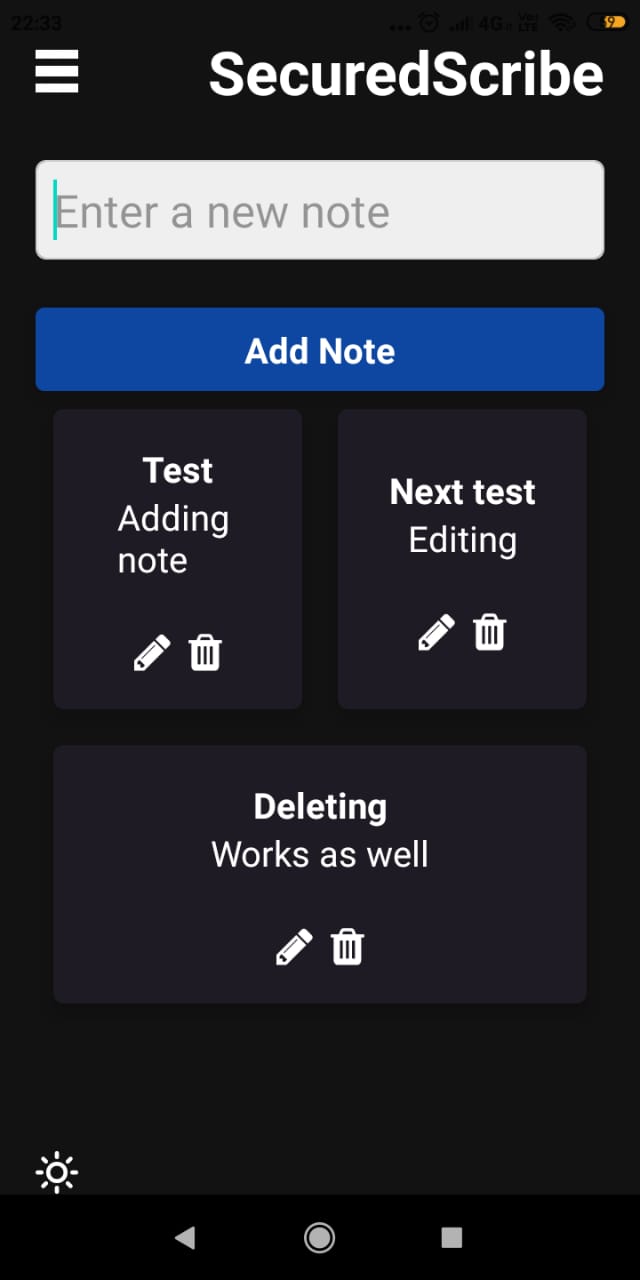 22:33
4G
Vo)
LTE
9
SecuredScribe
Enter a new note
Add Note
Test
Adding
note
Next test
Editing
Deleting
Works as well